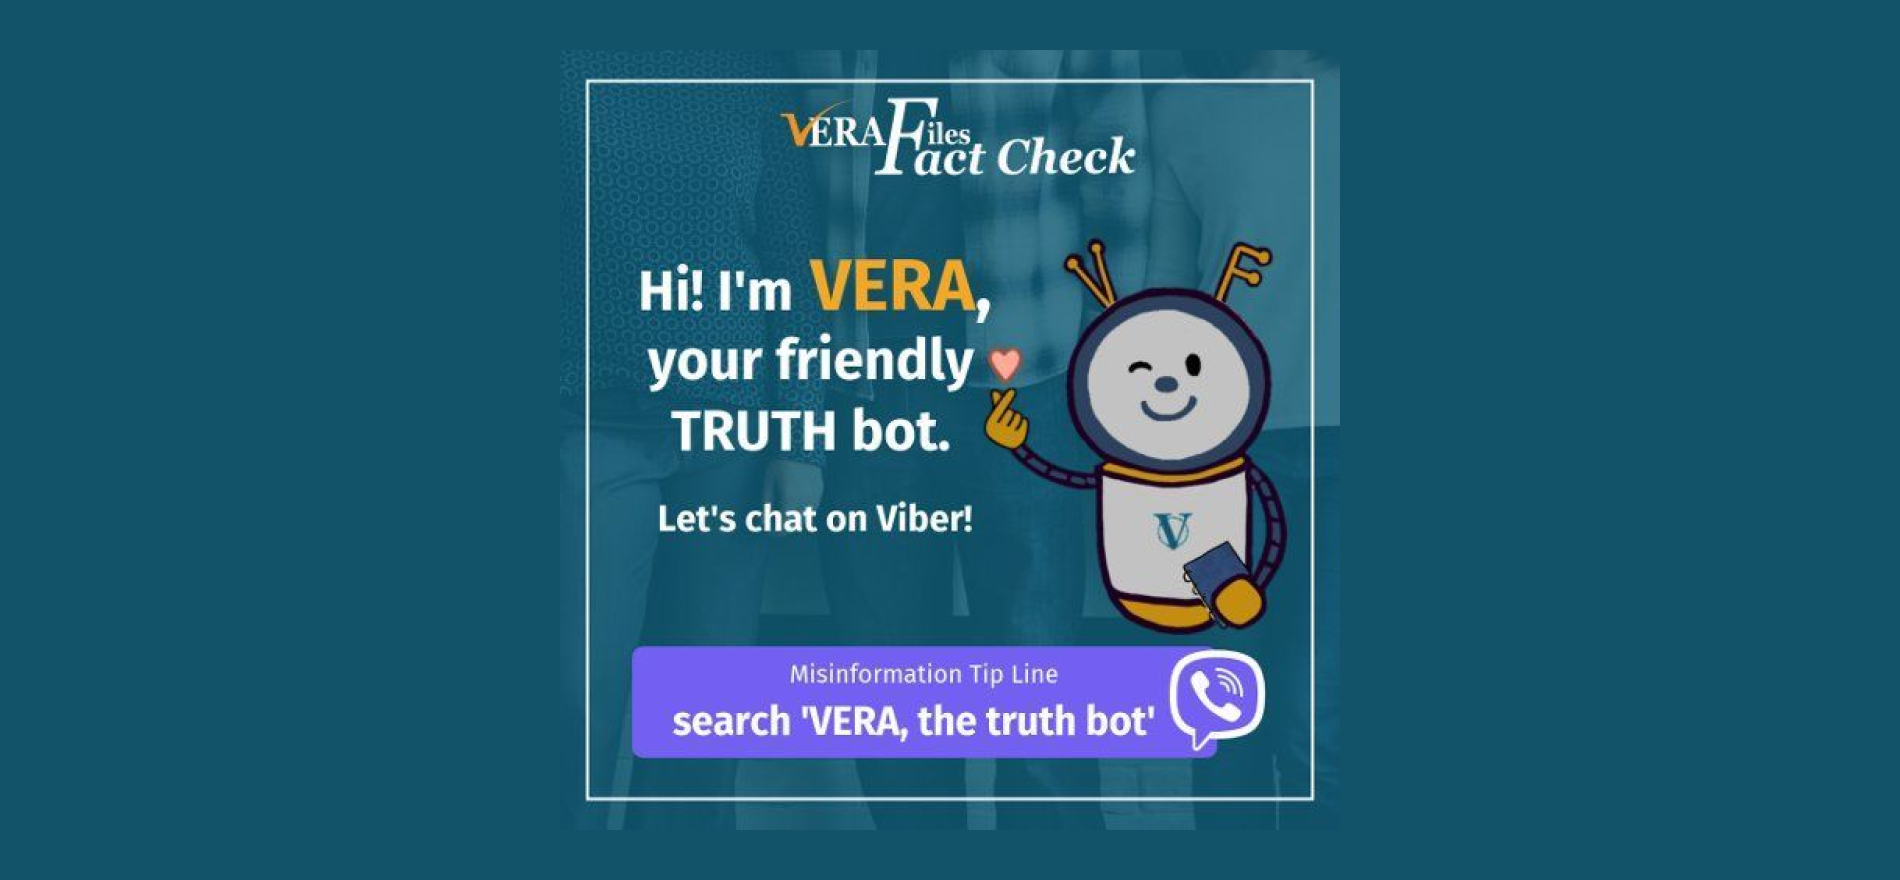 VERA Files
Fact Check
Hi! I'm VERA,
your friendly
TRUTH bot.
Let's chat on Viber!
V
Misinformation Tip Line
search 'VERA, the truth bot'